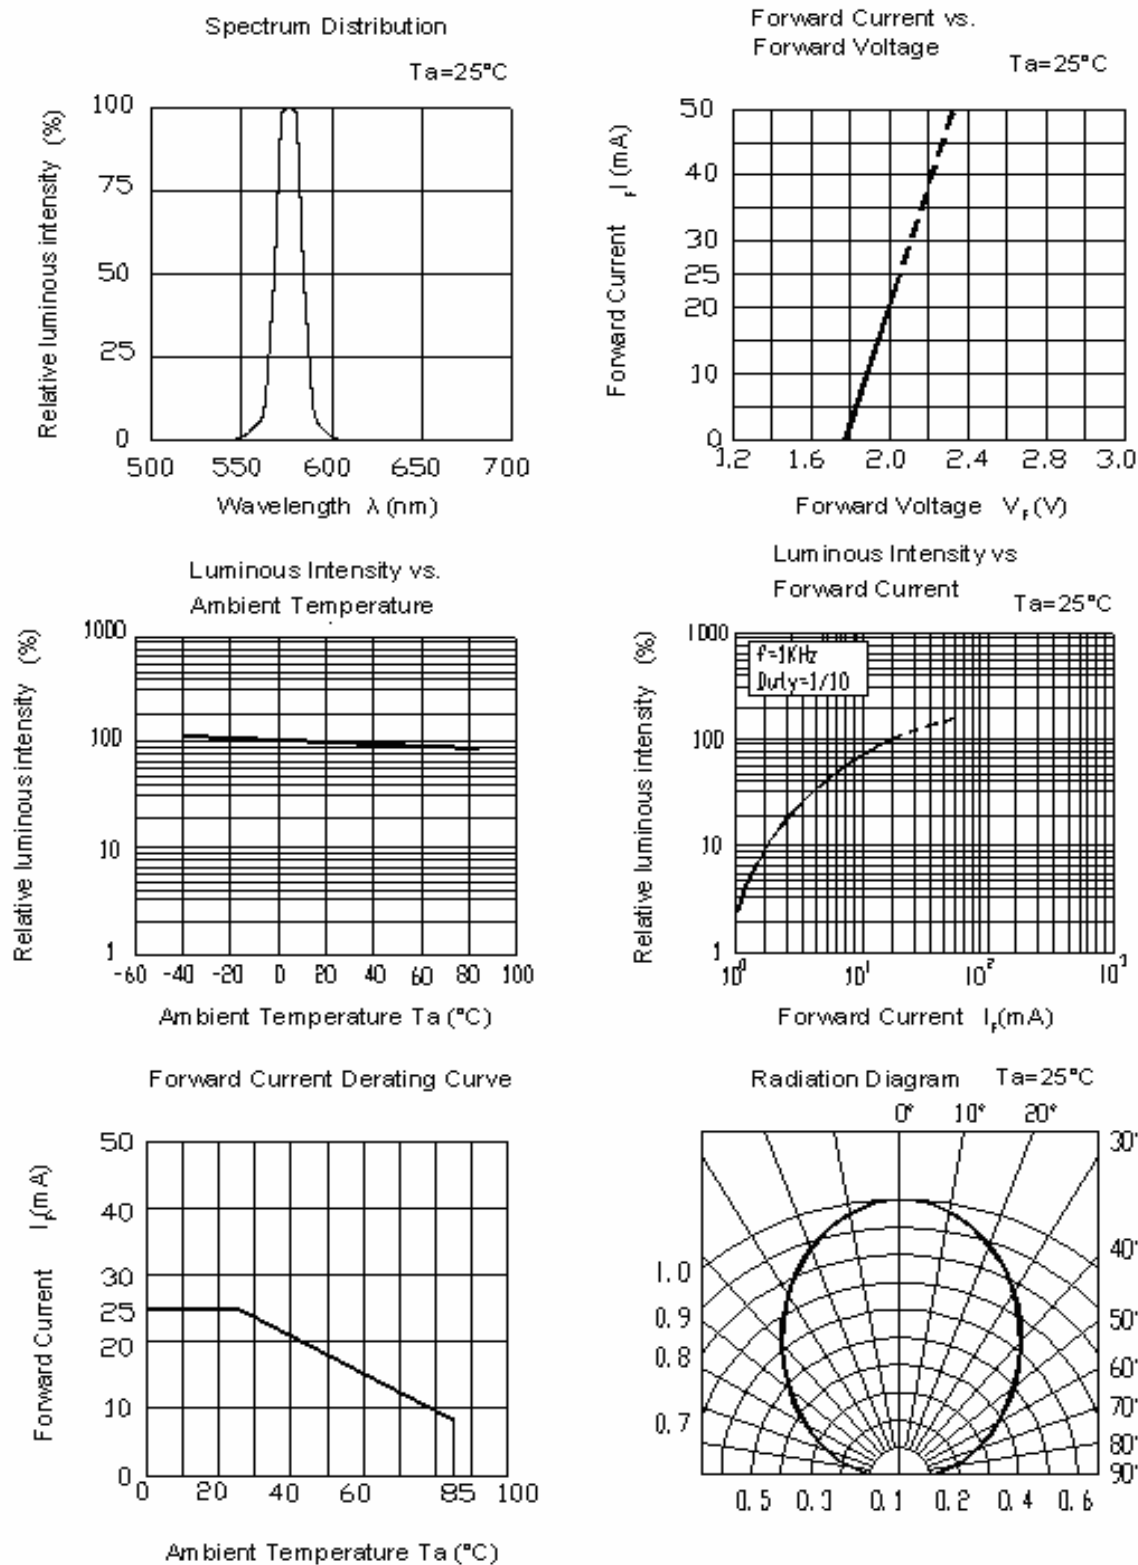 Spectrum Distribution
Ta=25°C
Relative luminous intensity (%)
100
75
50
25
0
500 550 600 650 700
Wavelength λ (nm)
Forward Current vs.
Forward Voltage
Ta=25°C
Forward Current FI (mA)
50
40
30
25
20
10
0
1.2 1.6 2.0 2.4 2.8 3.0
Forward Voltage VF (V)
Luminous Intensity vs.
Ambient Temperature
Relative luminous intensity (%)
1000
100
10
1
-60 -40 -20 0 20 40 60 80 100
Ambient Temperature Ta (°C)
Luminous Intensity vs
Forward Current
Ta=25°C
Relative luminous intensity (%)
1000
100
10
1
f=1KHz
Duty=1/10
10⁰ 10¹ 10² 10³
Forward Current IF(mA)
Forward Current Derating Curve
Forward Current IF(mA)
50
40
30
25
20
10
0
0 20 40 60 85 100
Ambient Temperature Ta (°C)
Radiation Diagram Ta=25°C
0° 10° 20°
30°
40°
50°
60°
70°
80°
90°
1.0
0.9
0.8
0.7
0.5 0.3 0.1 0.2 0.4 0.6